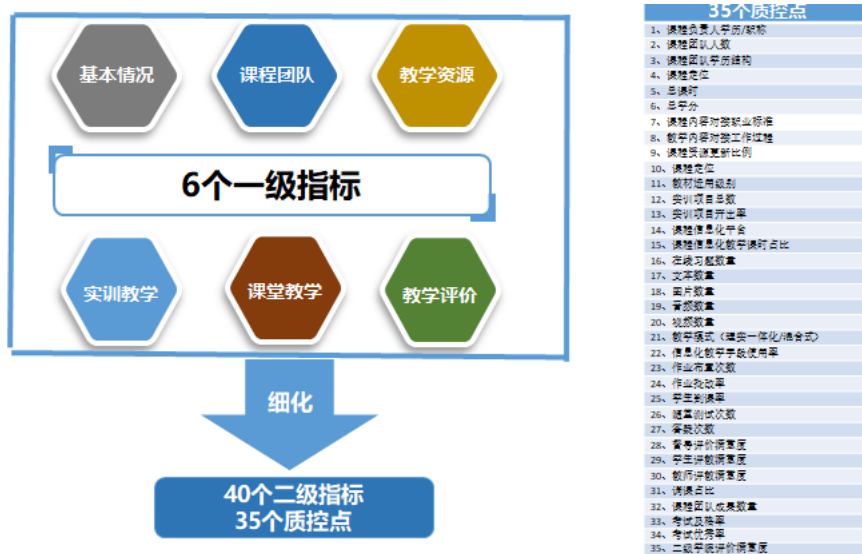 基本情况
课程团队
教学资源
6个一级指标
实训教学
课堂教学
教学评价
细化
40个二级指标
35个质控点
35个质控点
1、课程负责人学历/职称
2、课程团队人数
3、课程团队学历结构
4、课程定位
5、总课时
6、总学分
7、课程内容对接职业标准
8、教学内容对接工作过程
9、课程资源更新比例
10、课程定位
11、教材选用级别
12、实训项目总数
13、实训项目开出率
14、课程信息化平台
15、课程信息化教学课时占比
16、在线习题数量
17、文本数量
18、图片数量
19、音频数量
20、视频数量
21、教学模式（理实一体化/混合式）
22、信息化教学手段使用率
23、作业布置次数
24、作业批改率
25、学生到课率
26、随堂测试次数
27、答疑次数
28、督导评价满意度
29、学生评教满意度
30、教师评教满意度
31、调课占比
32、课程团队成果数量
33、考试及格率
34、考试优秀率
35、二级学院评价满意度